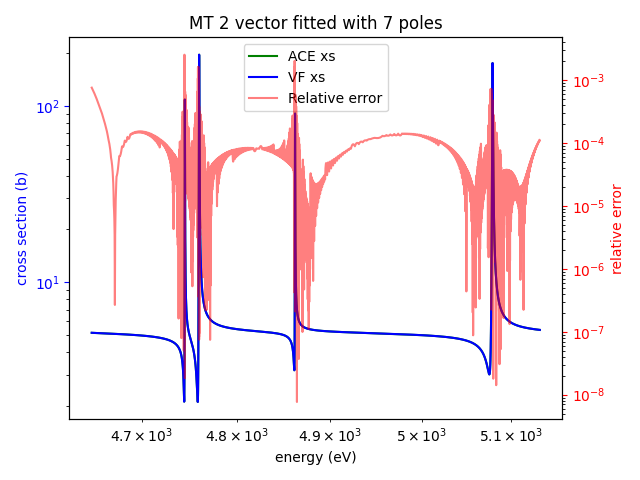 MT 2 vector fitted with 7 poles
ACE xs
VF xs
Relative error
cross section (b)
10²
10¹
relative error
10⁻³
10⁻⁴
10⁻⁵
10⁻⁶
10⁻⁷
10⁻⁸
4.7 × 10³ 4.8 × 10³ 4.9 × 10³ 5 × 10³ 5.1 × 10³
energy (eV)